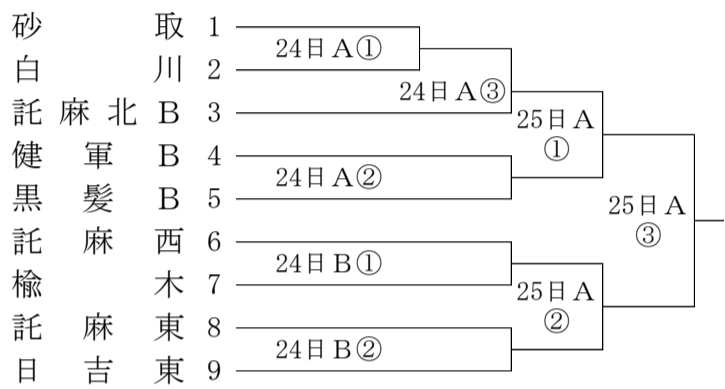 砂取 1
24日A①
白川 2
24日A③
託麻北B 3
25日A
①
健軍B 4
24日A②
黒髪B 5
25日A
③
託麻西 6
24日B①
楡木 7
25日A
②
託麻東 8
24日B②
日吉東 9